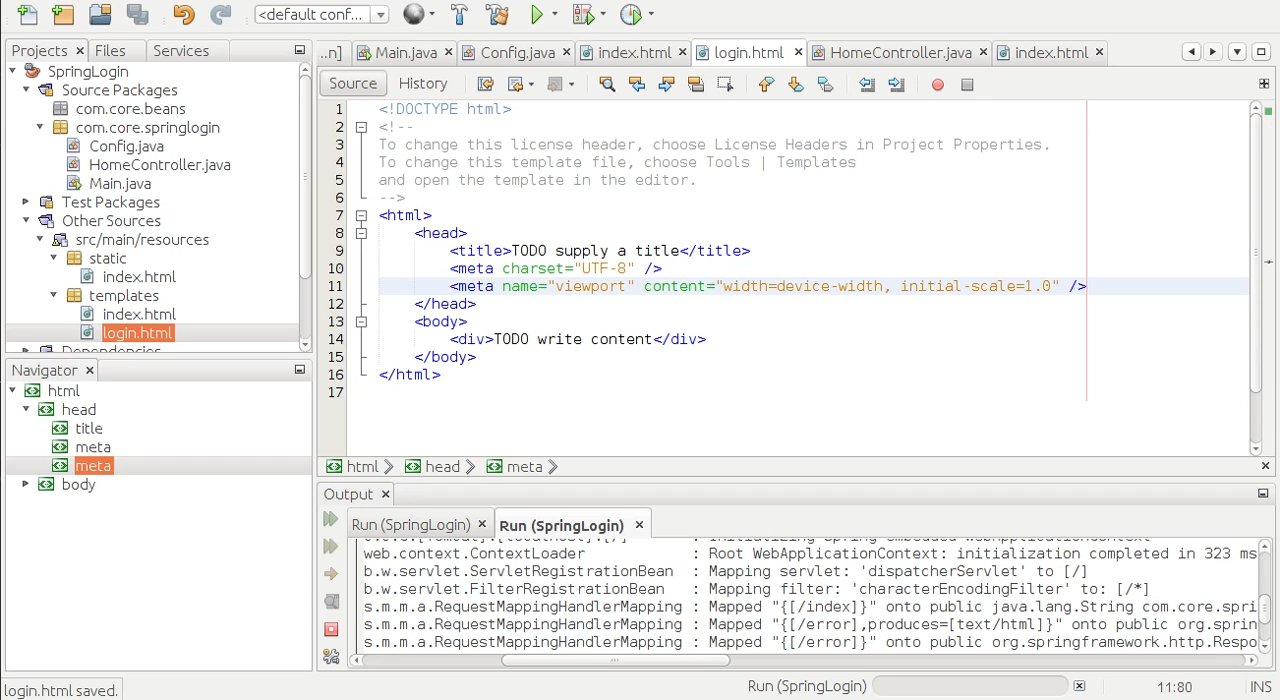 <default conf...
Projects
Files
Services
SpringLogin
Source Packages
com.core.beans
com.core.springlogin
Config.java
HomeController.java
Main.java
Test Packages
Other Sources
src/main/resources
static
index.html
templates
index.html
login.html
Dependencies
Navigator
html
head
title
meta
meta
body
..n]
Main.java
Config.java
index.html
login.html
HomeController.java
index.html
Source
History
1 <!DOCTYPE html>
2 <!--
3 To change this license header, choose License Headers in Project Properties.
4 To change this template file, choose Tools | Templates
5 and open the template in the editor.
6 -->
7 <html>
8 <head>
9 <title>TODO supply a title</title>
10 <meta charset="UTF-8" />
11 <meta name="viewport" content="width=device-width, initial-scale=1.0" />
12 </head>
13 <body>
14 <div>TODO write content</div>
15 </body>
16 </html>
17
html head meta
Output
Run (SpringLogin) Run (SpringLogin)
web.context.ContextLoader : Root WebApplicationContext: initialization completed in 323 ms
b.w.servlet.ServletRegistrationBean : Mapping servlet: 'dispatcherServlet' to [/]
b.w.servlet.FilterRegistrationBean : Mapping filter: 'characterEncodingFilter' to: [/*]
s.m.m.a.RequestMappingHandlerMapping : Mapped "{[/index]}" onto public java.lang.String com.core.spri
s.m.m.a.RequestMappingHandlerMapping : Mapped "{[/error],produces=[text/html]}" onto public org.sprin
s.m.m.a.RequestMappingHandlerMapping : Mapped "{[/error]}" onto public org.springframework.http.Respo
login.html saved.
Run (SpringLogin)
11:80
INS